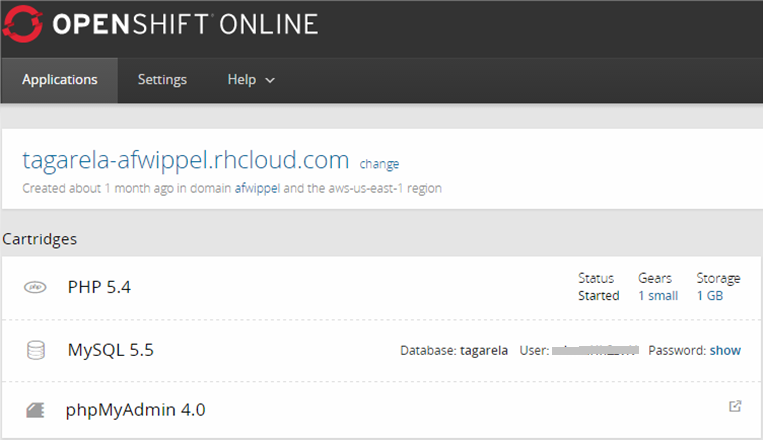 OPENSHIFT ONLINE
Applications Settings Help
tagarela-afwippel.rhcloud.com change
Created about 1 month ago in domain afwippel and the aws-us-east-1 region
Cartridges
php PHP 5.4 Status Started Gears 1 small Storage 1 GB
MySQL 5.5 Database: tagarela User: Password: show
phpMyAdmin 4.0